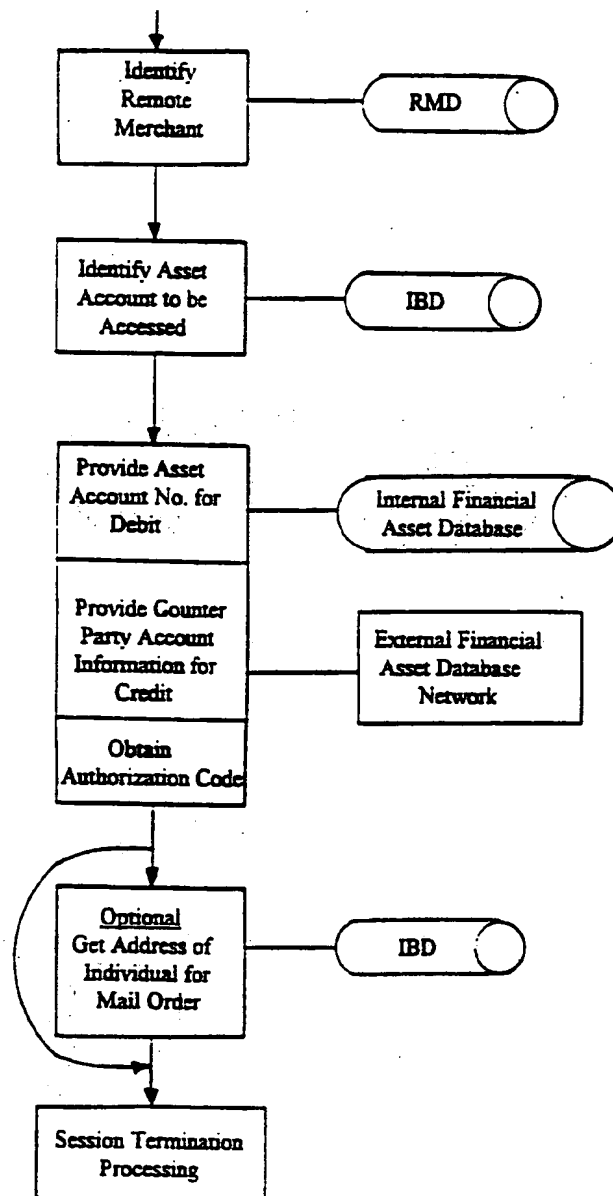 Identify
Remote
Merchant
RMD
Identify Asset
Account to be
Accessed
IBD
Provide Asset
Account No. for
Debit
Internal Financial
Asset Database
Provide Counter
Party Account
Information for
Credit
External Financial
Asset Database
Network
Obtain
Authorization Code
Optional
Get Address of
Individual for
Mail Order
IBD
Session Termination
Processing